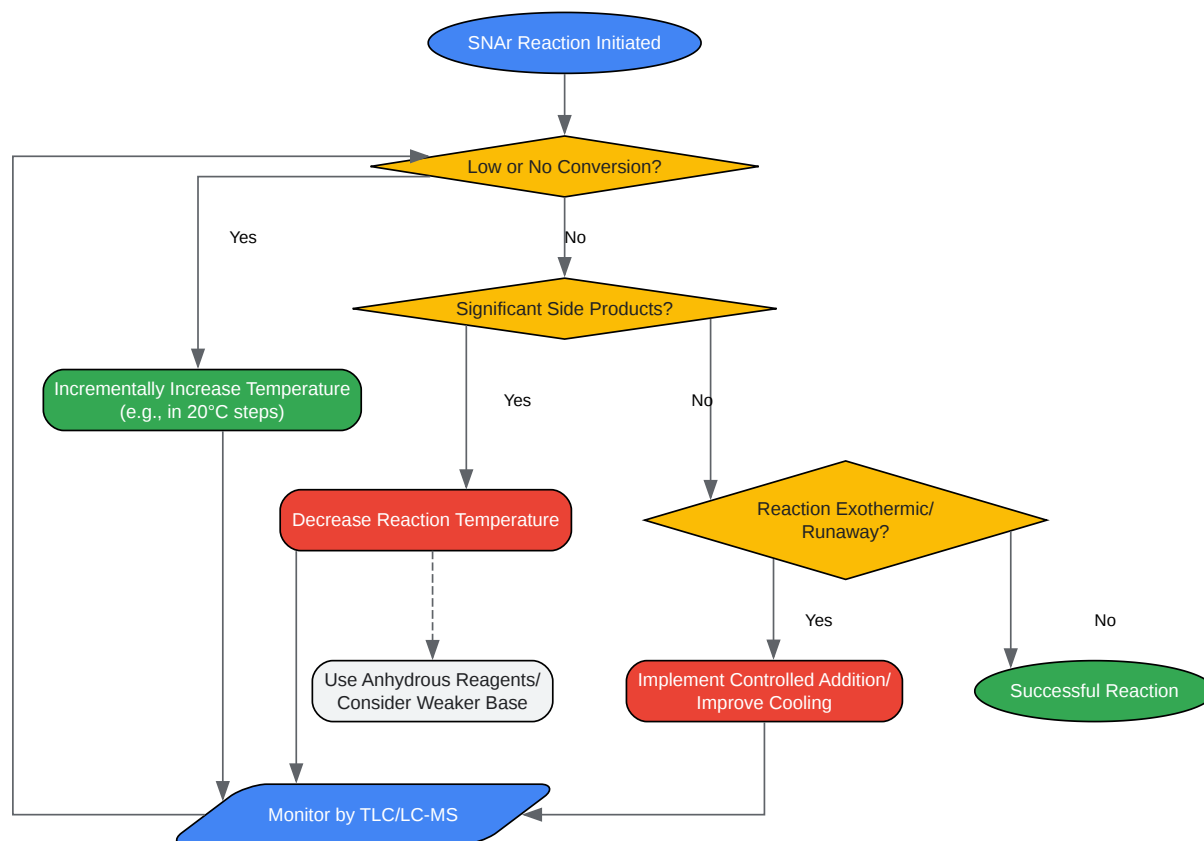 SNAr Reaction Initiated
Low or No Conversion?
Yes
No
Significant Side Products?
Incrementally Increase Temperature
(e.g., in 20°C steps)
Yes
No
Decrease Reaction Temperature
Reaction Exothermic/
Runaway?
Yes
No
Use Anhydrous Reagents/
Consider Weaker Base
Implement Controlled Addition/
Improve Cooling
Successful Reaction
Monitor by TLC/LC-MS